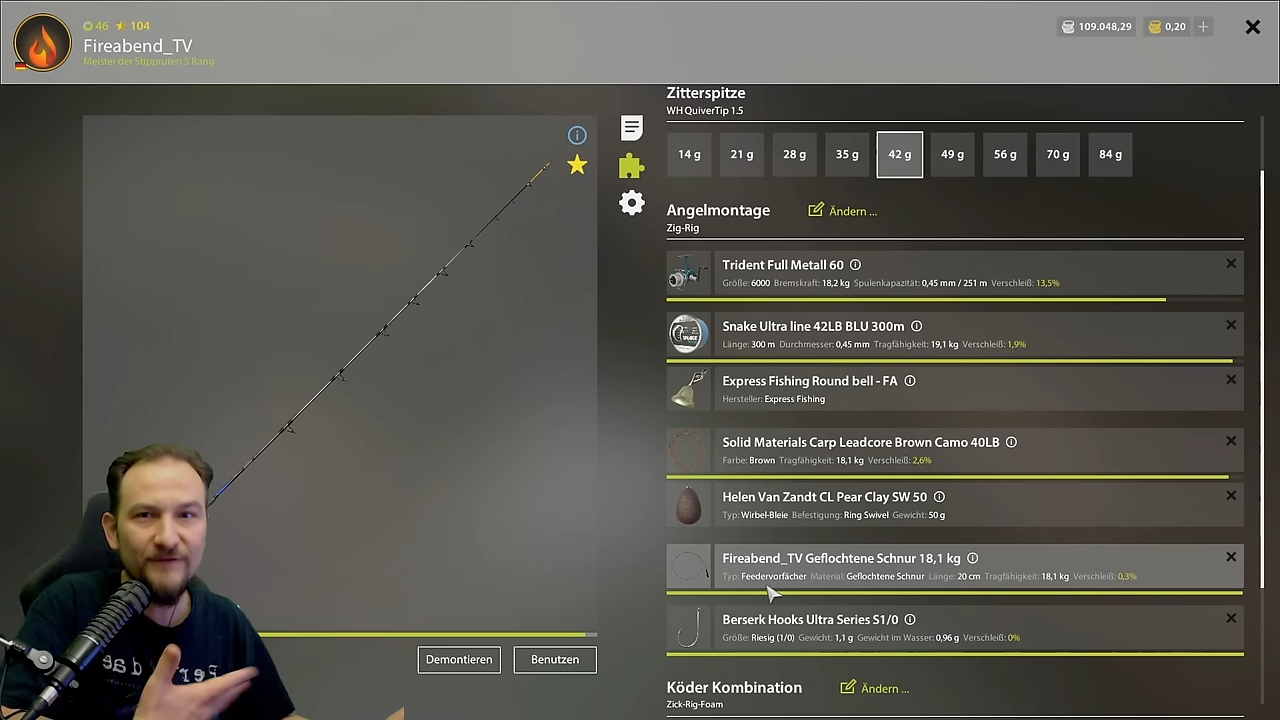 46 104
Fireabend_TV
Meister der Stippruten 5 Rang
109.048,29
0,20
Zitterspitze
WH QuiverTip 1.5
14 g
21 g
28 g
35 g
42 g
49 g
56 g
70 g
84 g
Angelmontage
Ändern ...
Zig-Rig
Trident Full Metall 60
Größe: 6000 Bremskraft: 18,2 kg Spulenkapazität: 0,45 mm / 251 m Verschleiß: 13,5%
Snake Ultra line 42LB BLU 300m
Länge: 300 m Durchmesser: 0,45 mm Tragfähigkeit: 19,1 kg Verschleiß: 1,9%
Express Fishing Round bell - FA
Hersteller: Express Fishing
Solid Materials Carp Leadcore Brown Camo 40LB
Farbe: Brown Tragfähigkeit: 18,1 kg Verschleiß: 2,6%
Helen Van Zandt CL Pear Clay SW 50
Typ: Wirbel-Bleie Befestigung: Ring Swivel Gewicht: 50 g
Fireabend_TV Geflochtene Schnur 18,1 kg
Typ: Feedervorfächer Material: Geflochtene Schnur Länge: 20 cm Tragfähigkeit: 18,1 kg Verschleiß: 0,3%
Berserk Hooks Ultra Series S1/0
Größe: Riesig (1/0) Gewicht: 1,1 g Gewicht im Wasser: 0,96 g Verschleiß: 0%
Demontieren
Benutzen
Köder Kombination
Ändern ...
Zick-Rig-Foam